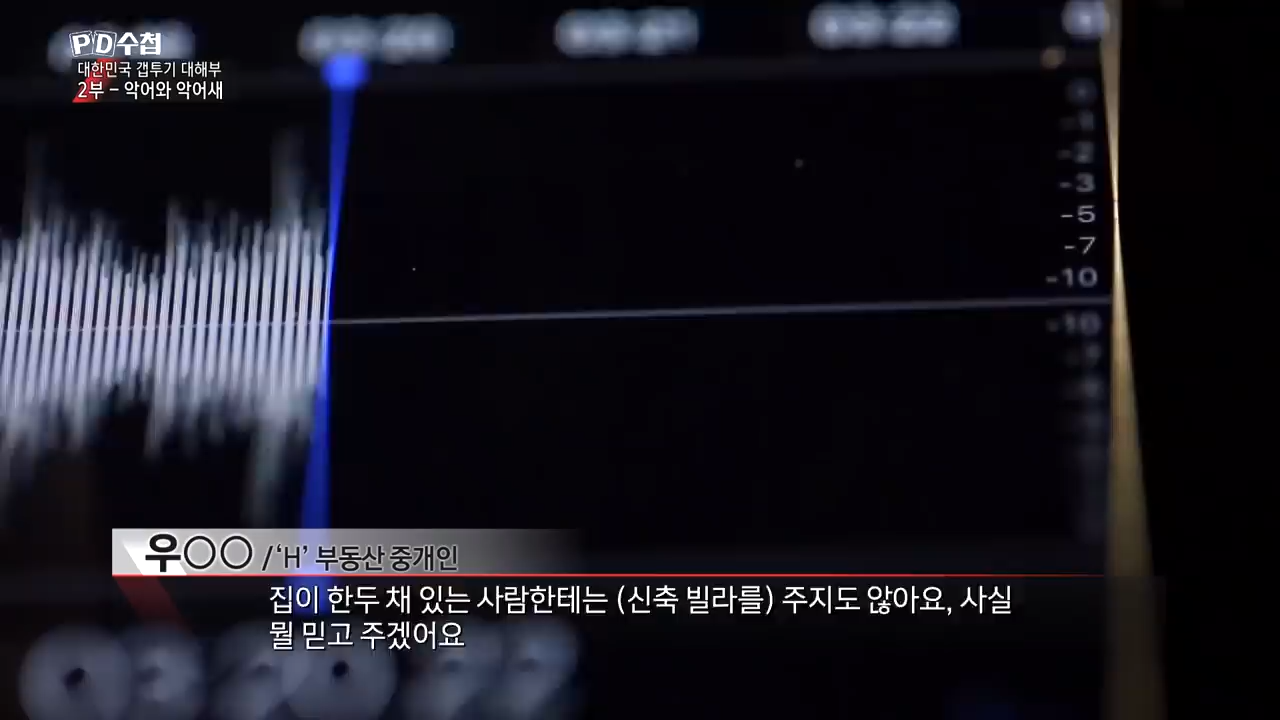 PD수첩
대한민국 갭투기 대해부
2부 – 악어와 악어새
-2
-3
-5
-7
-10
-10
우○○ / ‘H’ 부동산 중개인
집이 한두 채 있는 사람한테는 (신축 빌라를) 주지도 않아요, 사실
뭘 믿고 주겠어요